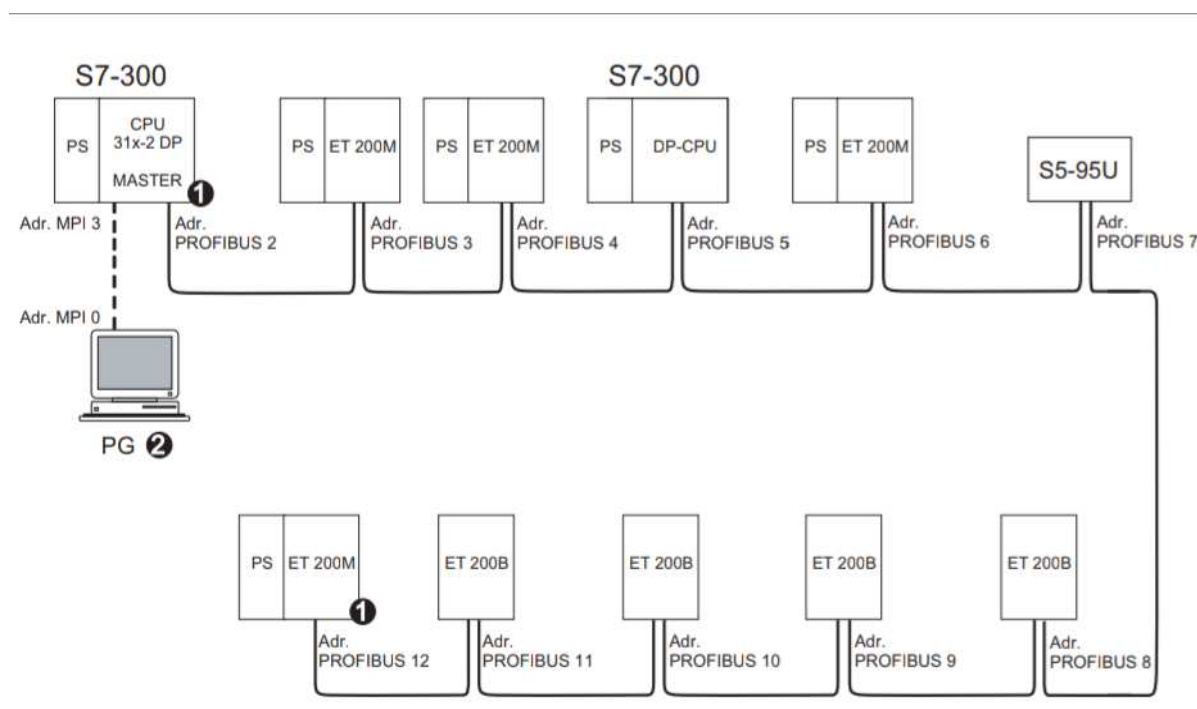 S7-300
S7-300
PS
CPU
31x-2 DP
MASTER
1
PS
ET 200M
PS
ET 200M
PS
DP-CPU
PS
ET 200M
S5-95U
Adr. MPI 3
Adr.
PROFIBUS 2
Adr.
PROFIBUS 3
Adr.
PROFIBUS 4
Adr.
PROFIBUS 5
Adr.
PROFIBUS 6
Adr.
PROFIBUS 7
Adr. MPI 0
PG 2
PS
ET 200M
1
ET 200B
ET 200B
ET 200B
ET 200B
Adr.
PROFIBUS 12
Adr.
PROFIBUS 11
Adr.
PROFIBUS 10
Adr.
PROFIBUS 9
Adr.
PROFIBUS 8